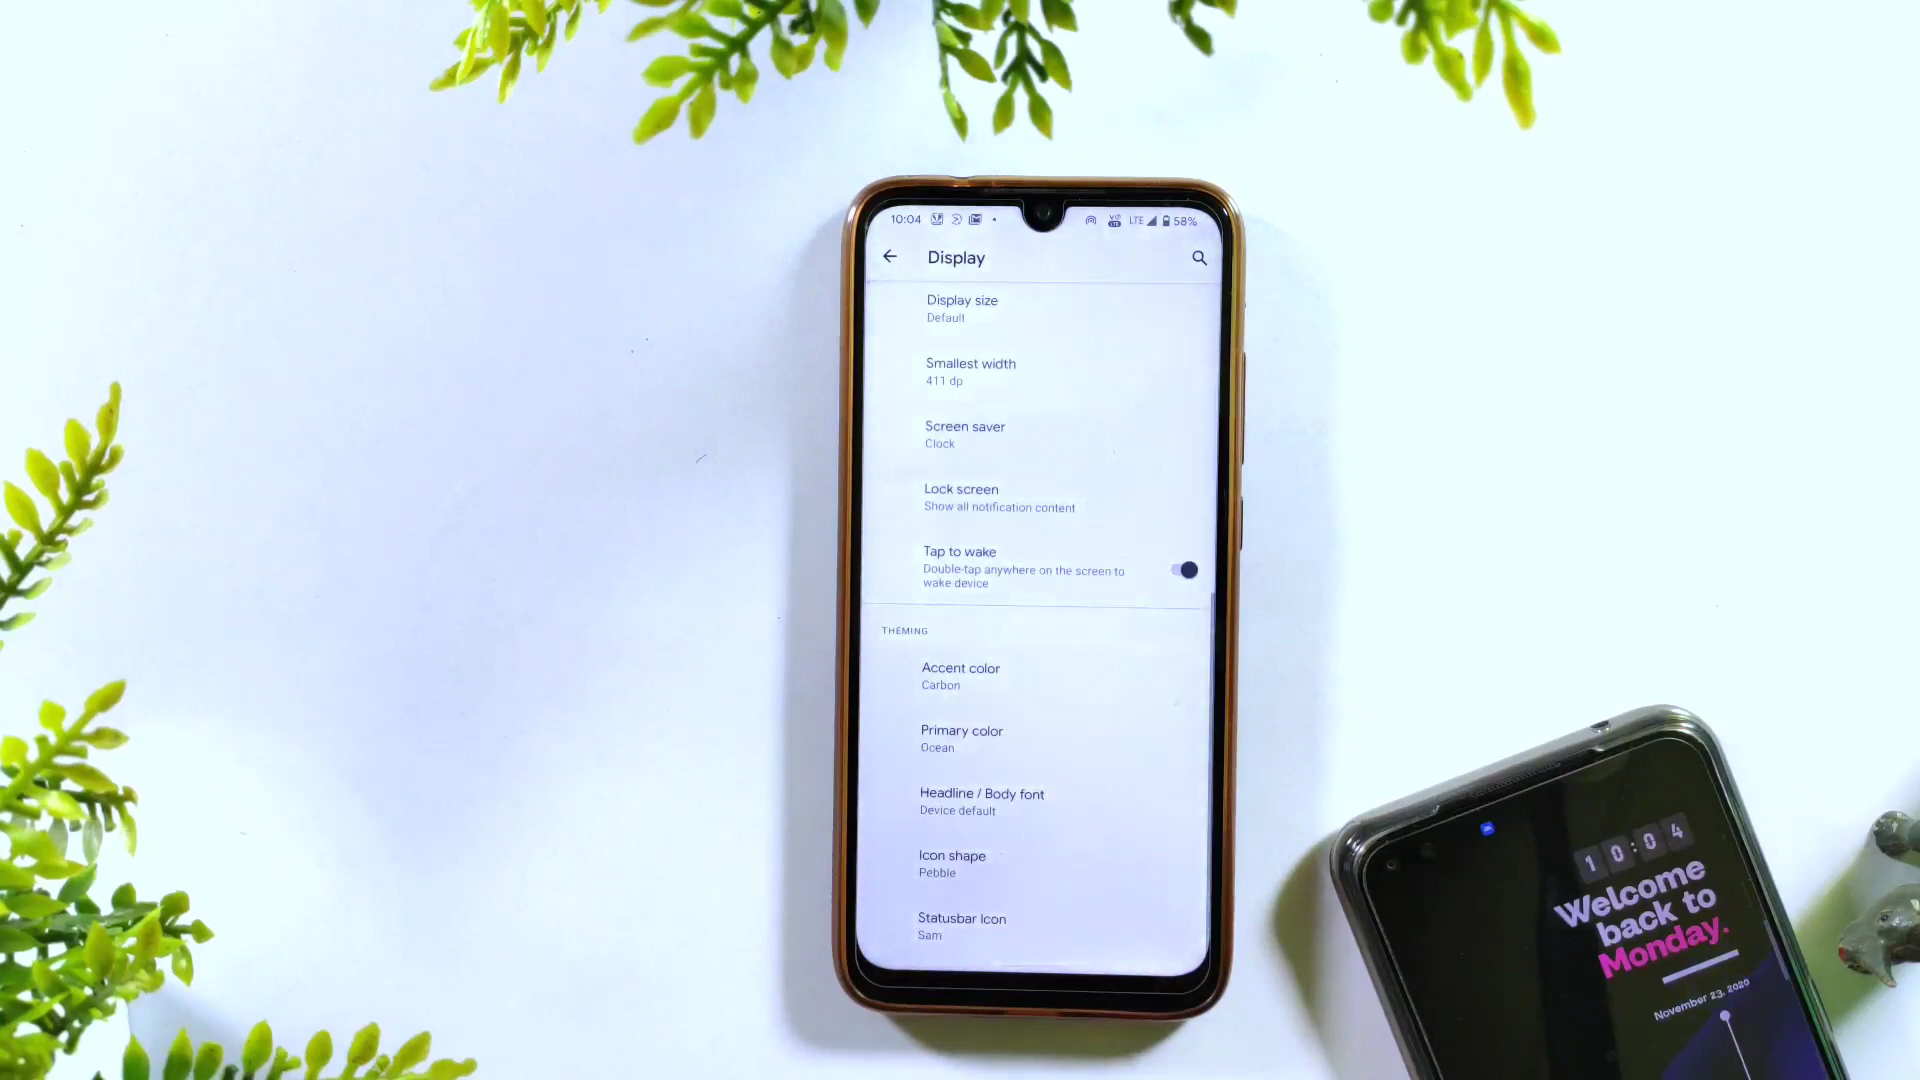 10:04
LTE 58%
Display
Display size
Default
Smallest width
411 dp
Screen saver
Clock
Lock screen
Show all notification content
Tap to wake
Double-tap anywhere on the screen to
wake device
THEMING
Accent color
Carbon
Primary color
Ocean
Headline / Body font
Device default
Icon shape
Pebble
Statusbar Icon
Sam
10:04
Welcome
back to
Monday.
November 23, 2020